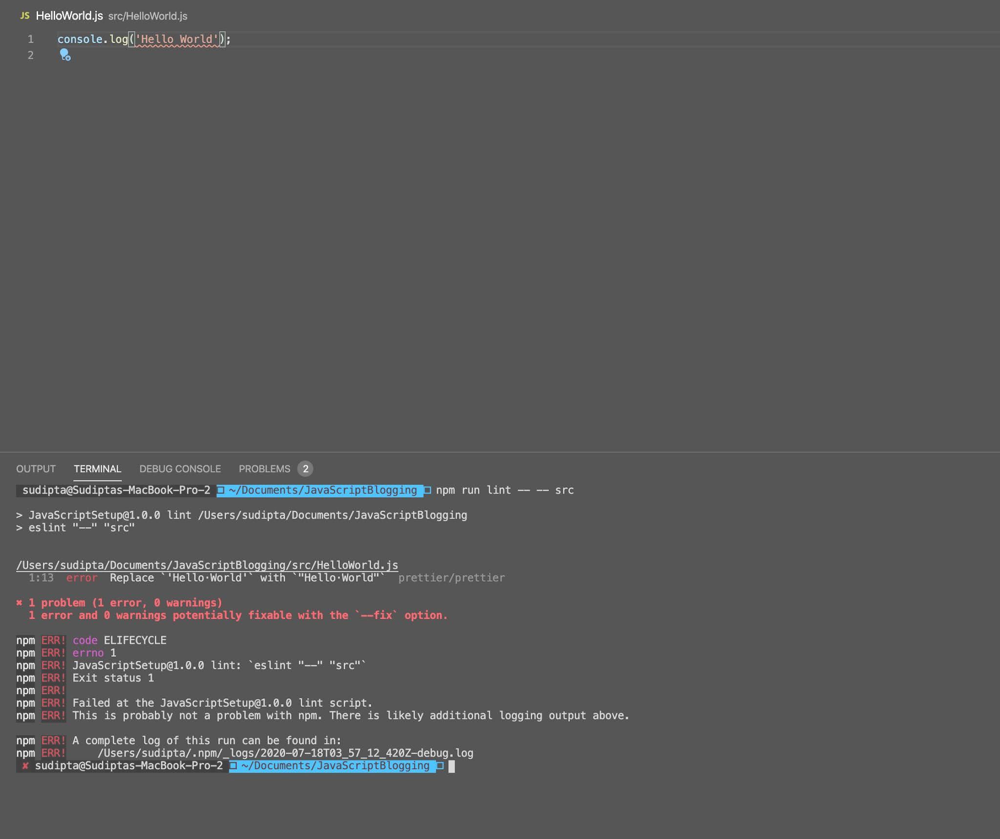 JS HelloWorld.js src/HelloWorld.js
1 console.log('Hello World');
2
OUTPUT TERMINAL DEBUG CONSOLE PROBLEMS 2
sudipta@Sudiptas-MacBook-Pro-2 ~/Documents/JavaScriptBlogging npm run lint -- -- src
> JavaScriptSetup@1.0.0 lint /Users/sudipta/Documents/JavaScriptBlogging
> eslint "--" "src"
/Users/sudipta/Documents/JavaScriptBlogging/src/HelloWorld.js
1:13 error Replace `'Hello·World'` with `"Hello·World"` prettier/prettier
✖ 1 problem (1 error, 0 warnings)
1 error and 0 warnings potentially fixable with the `--fix` option.
npm ERR! code ELIFECYCLE
npm ERR! errno 1
npm ERR! JavaScriptSetup@1.0.0 lint: `eslint "--" "src"`
npm ERR! Exit status 1
npm ERR!
npm ERR! Failed at the JavaScriptSetup@1.0.0 lint script.
npm ERR! This is probably not a problem with npm. There is likely additional logging output above.
npm ERR! A complete log of this run can be found in:
npm ERR! /Users/sudipta/.npm/_logs/2020-07-18T03_57_12_420Z-debug.log
✘ sudipta@Sudiptas-MacBook-Pro-2 ~/Documents/JavaScriptBlogging